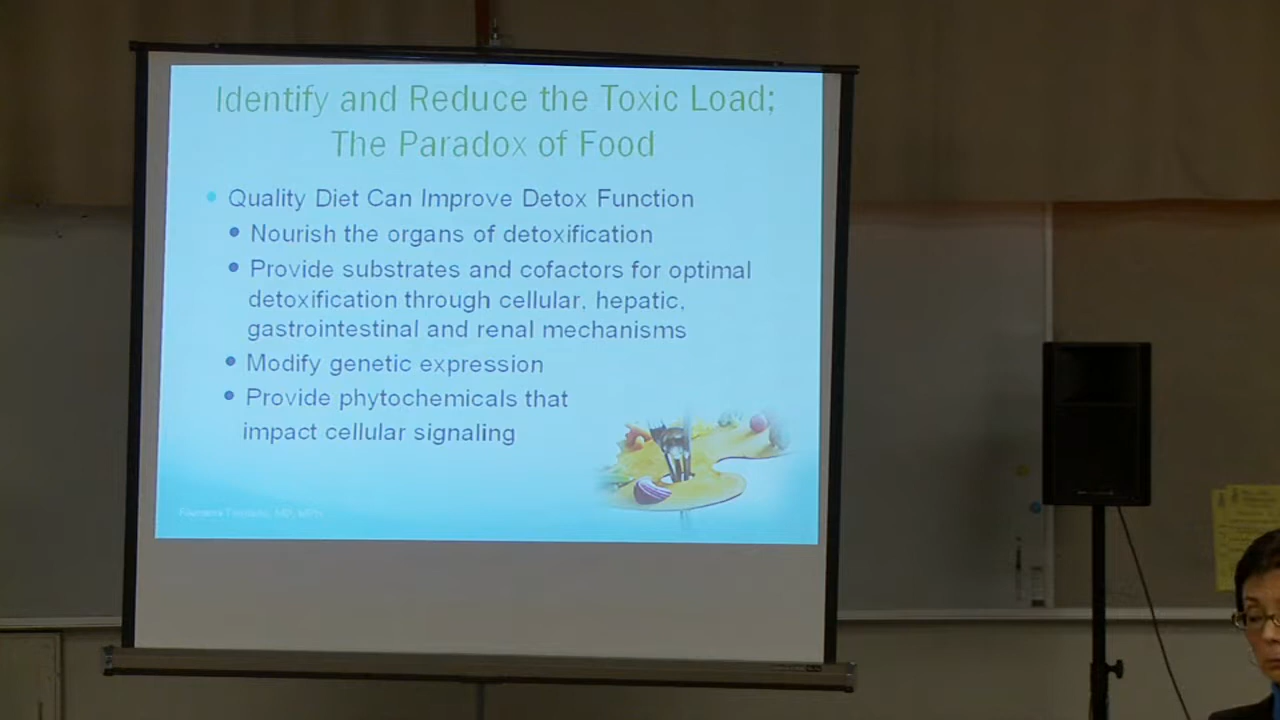 Identify and Reduce the Toxic Load;
The Paradox of Food
Quality Diet Can Improve Detox Function
Nourish the organs of detoxification
Provide substrates and cofactors for optimal
detoxification through cellular, hepatic,
gastrointestinal and renal mechanisms
Modify genetic expression
Provide phytochemicals that
impact cellular signaling
MD, MPH